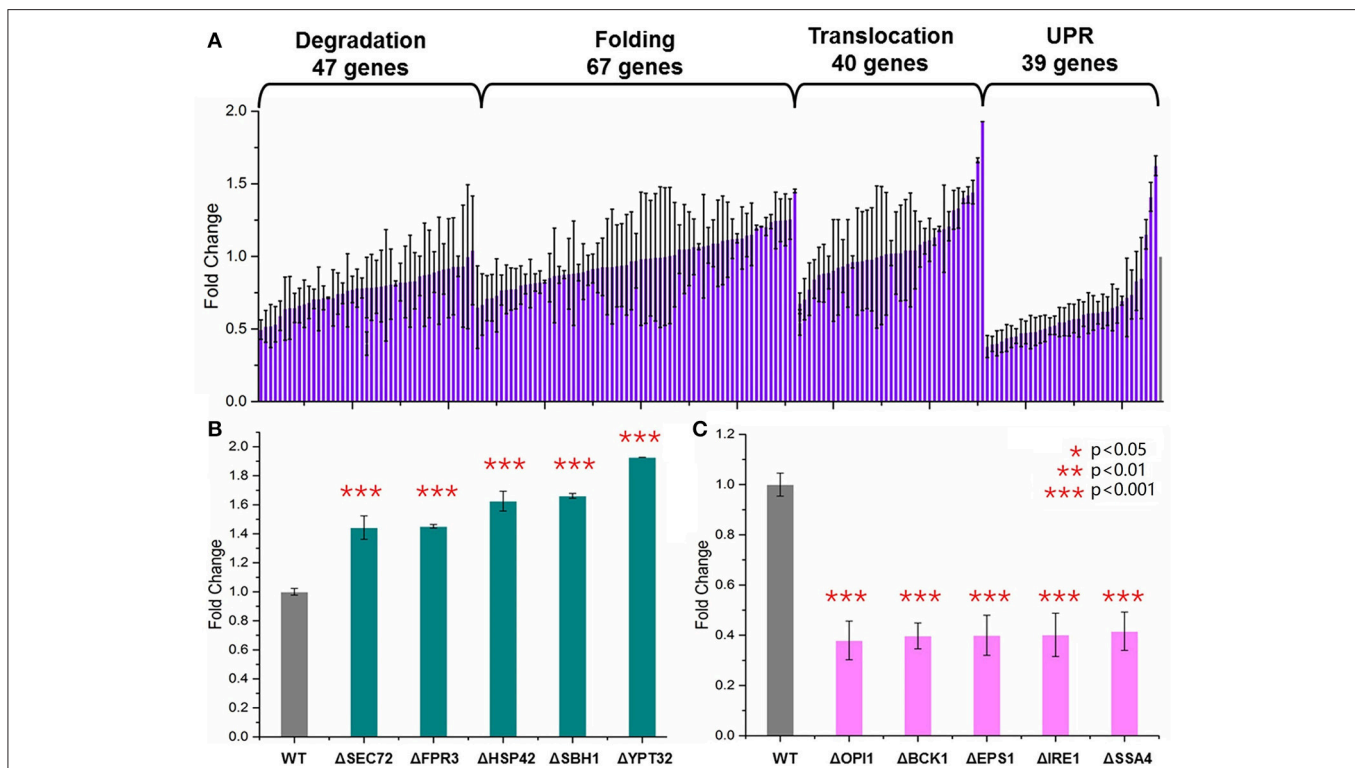 A
Degradation
47 genes
Folding
67 genes
Translocation
40 genes
UPR
39 genes
Fold Change
2.0
1.5
1.0
0.5
0.0
B
Fold Change
2.0
1.8
1.6
1.4
1.2
1.0
0.8
0.6
0.4
0.2
0.0
***
***
***
***
***
WT
ΔSEC72
ΔFPR3
ΔHSP42
ΔSBH1
ΔYPT32
C
Fold Change
1.2
1.0
0.8
0.6
0.4
0.2
0.0
* p<0.05
** p<0.01
*** p<0.001
***
***
***
***
***
WT
ΔOPI1
ΔBCK1
ΔEPS1
ΔIRE1
ΔSSA4